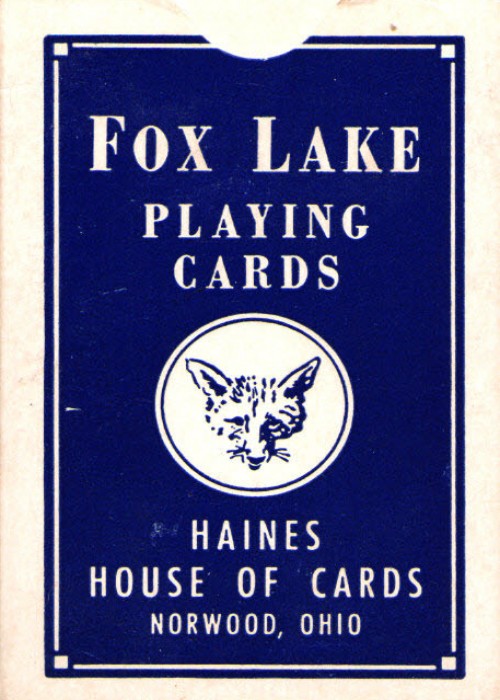 FOX LAKE
PLAYING
CARDS
HAINES
HOUSE OF CARDS
NORWOOD, OHIO